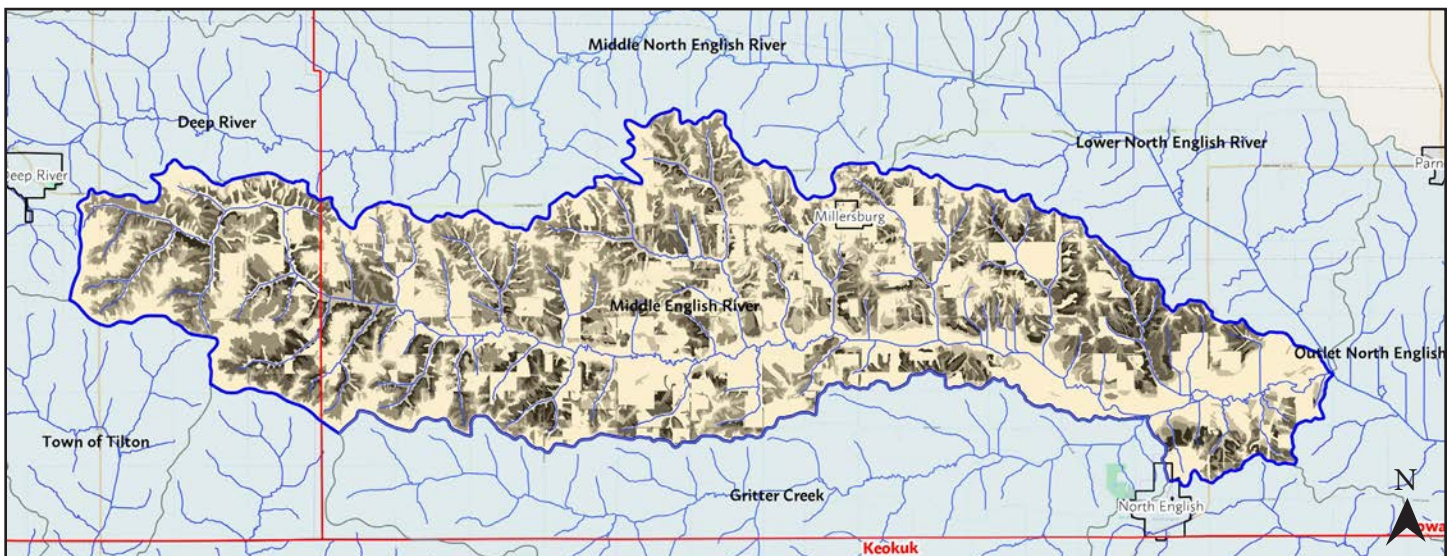 Middle North English River
Deep River
Lower North English River
Deep River
Parn
Millersburg
Middle English River
Outlet North English
Town of Tilton
Gritter Creek
N
North English
Iowa
Keokuk